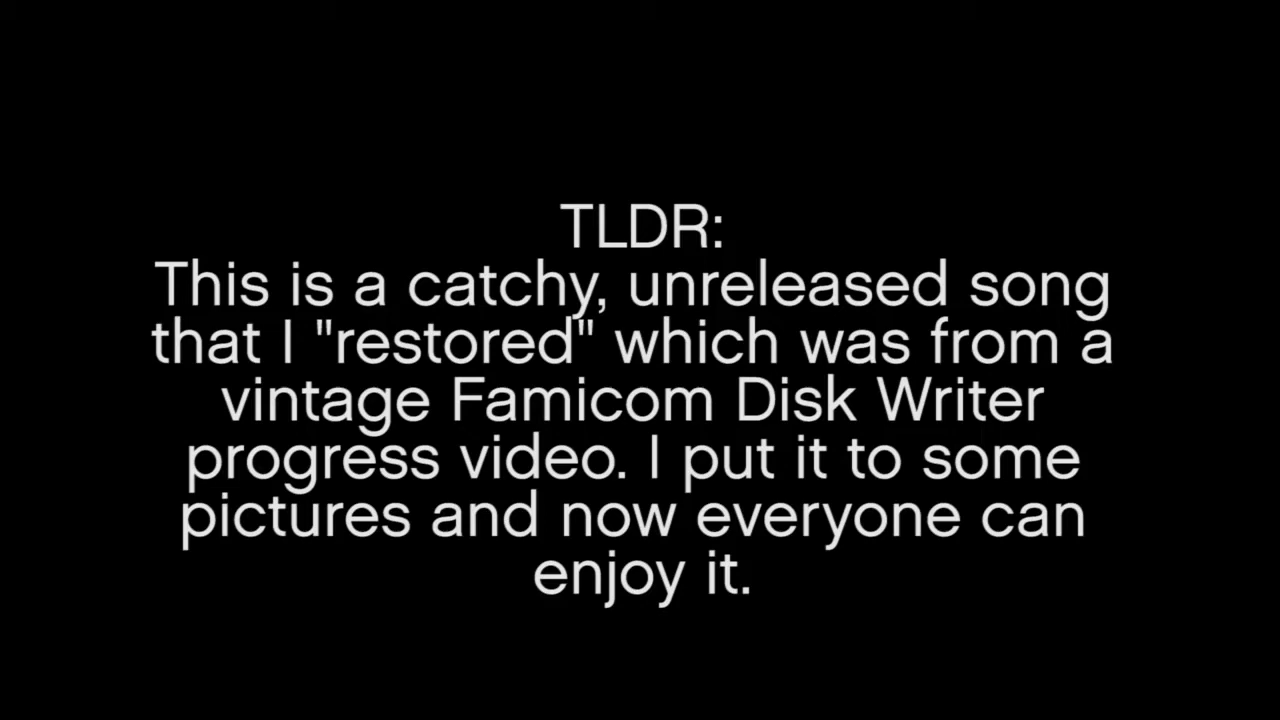 TLDR:
This is a catchy, unreleased song
that I "restored" which was from a
vintage Famicom Disk Writer
progress video. I put it to some
pictures and now everyone can
enjoy it.